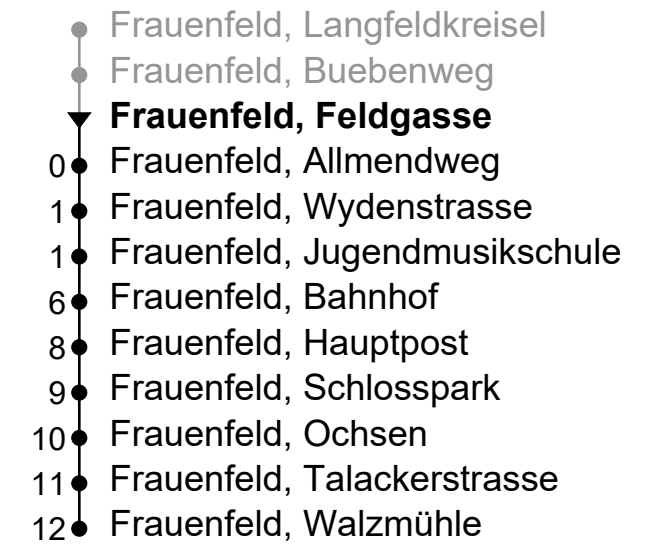 Frauenfeld, Langfeldkreisel
Frauenfeld, Buebenweg
Frauenfeld, Feldgasse
0 Frauenfeld, Allmendweg
1 Frauenfeld, Wydenstrasse
1 Frauenfeld, Jugendmusikschule
6 Frauenfeld, Bahnhof
8 Frauenfeld, Hauptpost
9 Frauenfeld, Schlosspark
10 Frauenfeld, Ochsen
11 Frauenfeld, Talackerstrasse
12 Frauenfeld, Walzmühle